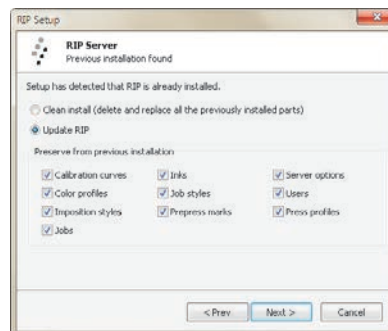 RIP Setup
RIP Server
Previous installation found
Setup has detected that RIP is already installed.
Clean install (delete and replace all the previously installed parts)
Update RIP
Preserve from previous installation
Calibration curves Inks Server options
Color profiles Job styles Users
Imposition styles Prepress marks Press profiles
Jobs
< Prev Next > Cancel